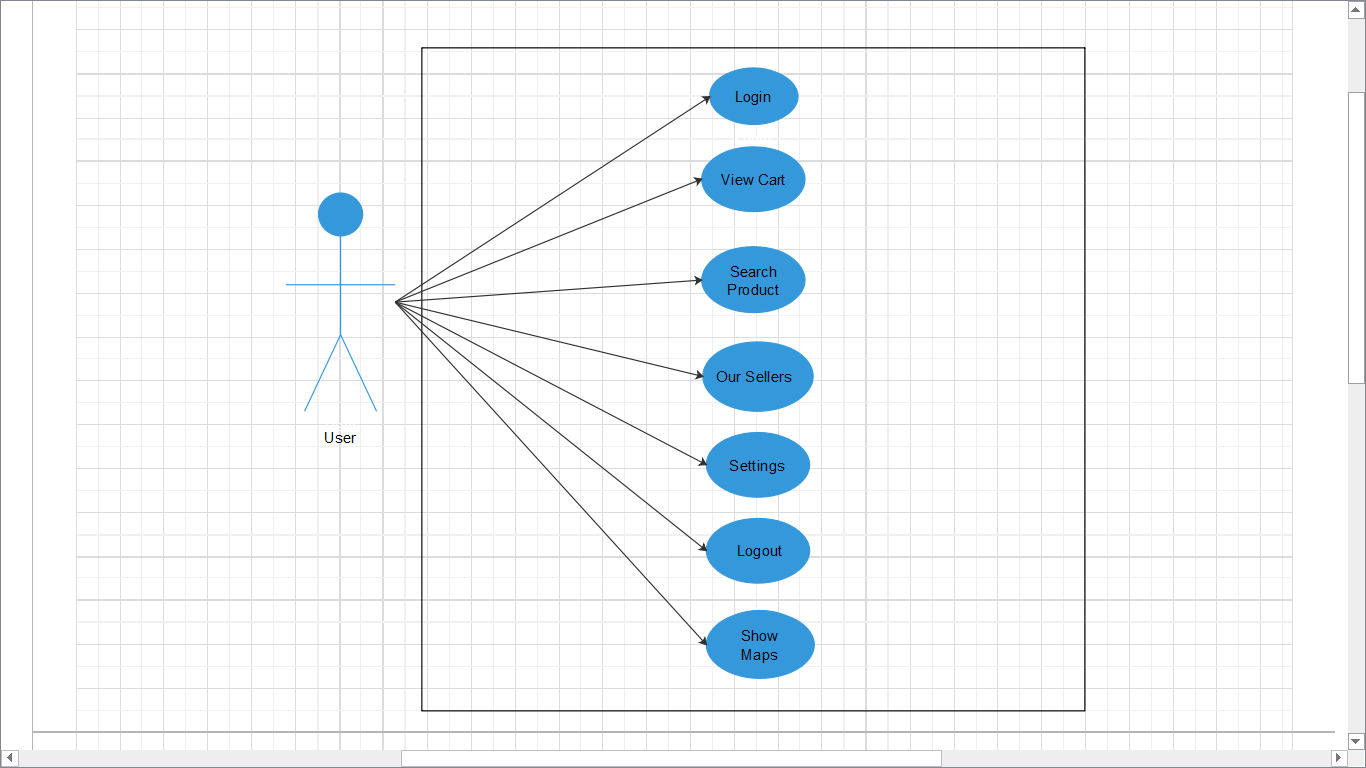 Login
View Cart
Search
Product
Our Sellers
Settings
Logout
Show
Maps
User